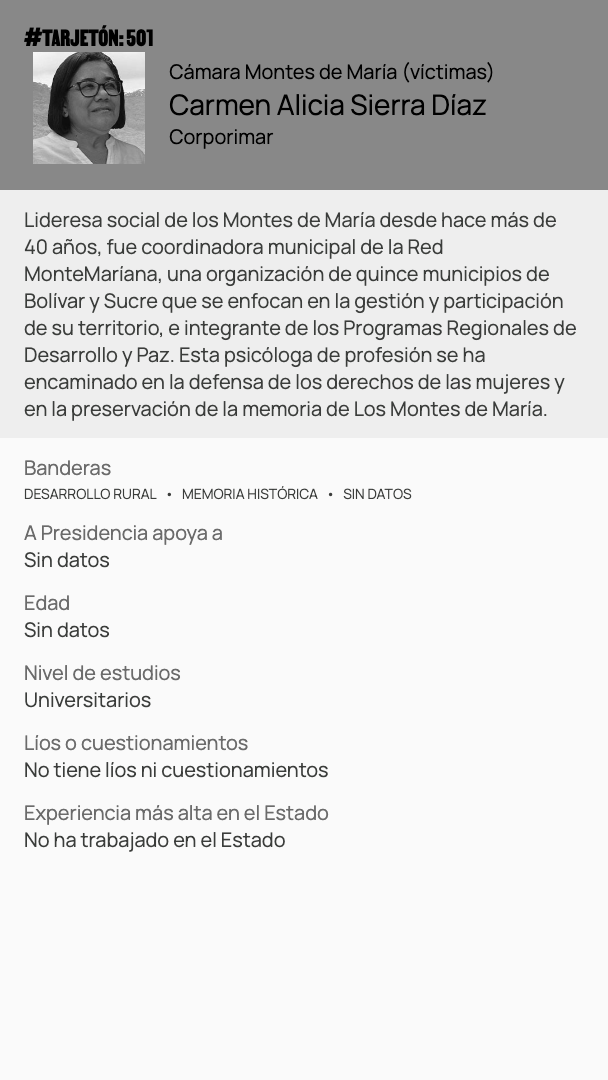 #TARJETÓN: 501
Cámara Montes de María (víctimas)
Carmen Alicia Sierra Díaz
Corporimar
Lideresa social de los Montes de María desde hace más de
40 años, fue coordinadora municipal de la Red
MonteMaríana, una organización de quince municipios de
Bolívar y Sucre que se enfocan en la gestión y participación
de su territorio, e integrante de los Programas Regionales de
Desarrollo y Paz. Esta psicóloga de profesión se ha
encaminado en la defensa de los derechos de las mujeres y
en la preservación de la memoria de Los Montes de María.
Banderas
DESARROLLO RURAL • MEMORIA HISTÓRICA • SIN DATOS
A Presidencia apoya a
Sin datos
Edad
Sin datos
Nivel de estudios
Universitarios
Líos o cuestionamientos
No tiene líos ni cuestionamientos
Experiencia más alta en el Estado
No ha trabajado en el Estado